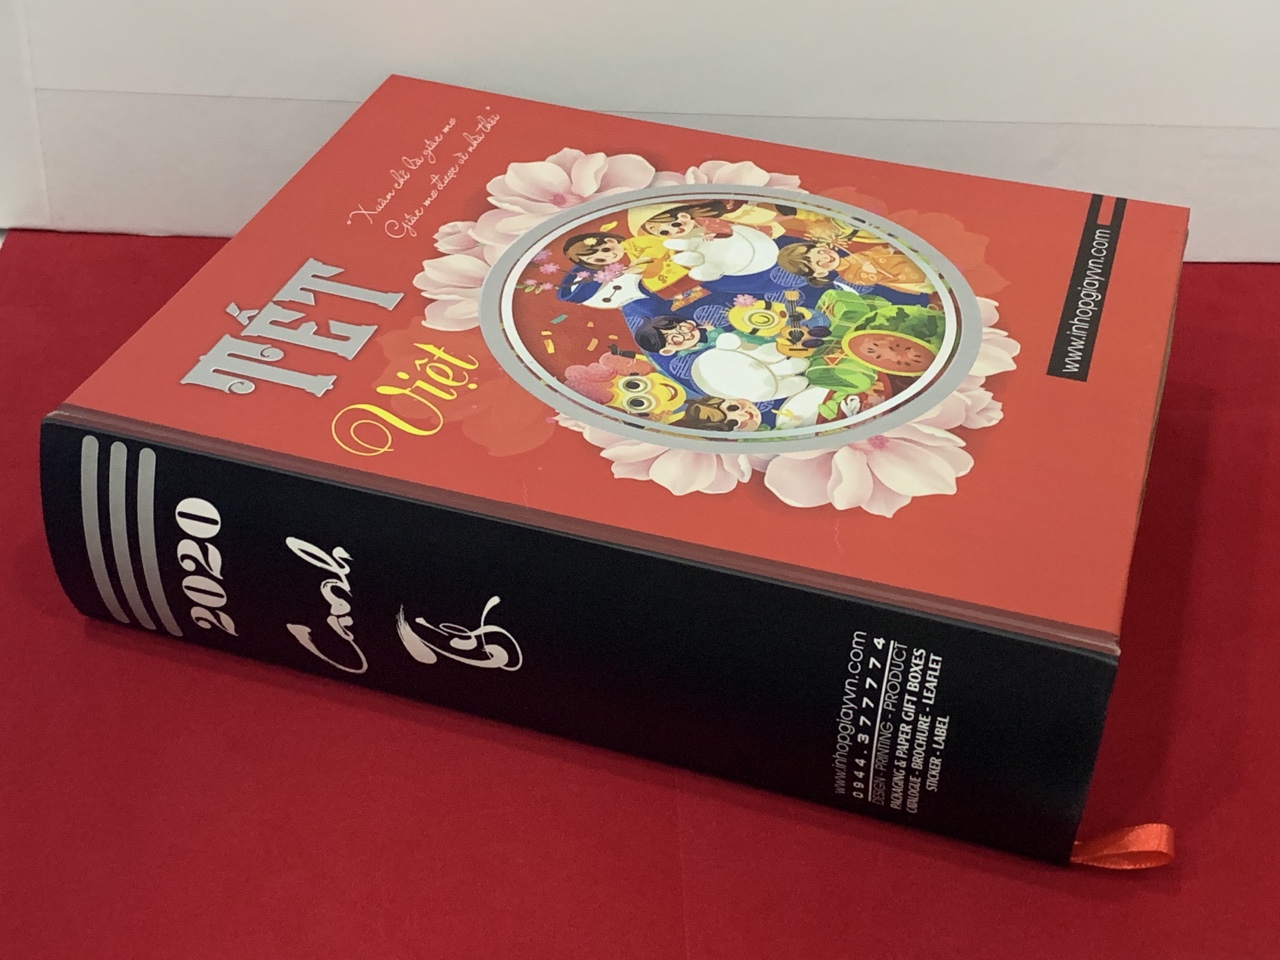 "Xuân chỉ là giấc mơ
Giấc mơ được về nhà thôi"
TẾT
Việt
www.inhopgiayvn.com
2020
Canh
Tý
www.inhopgiayvn.com
0944.377774
DESIGN - PRINTING - PRODUCT
PACKAGING & PAPER GIFT BOXES
CATALOGUE - BROCHURE - LEAFLET
STICKER - LABEL